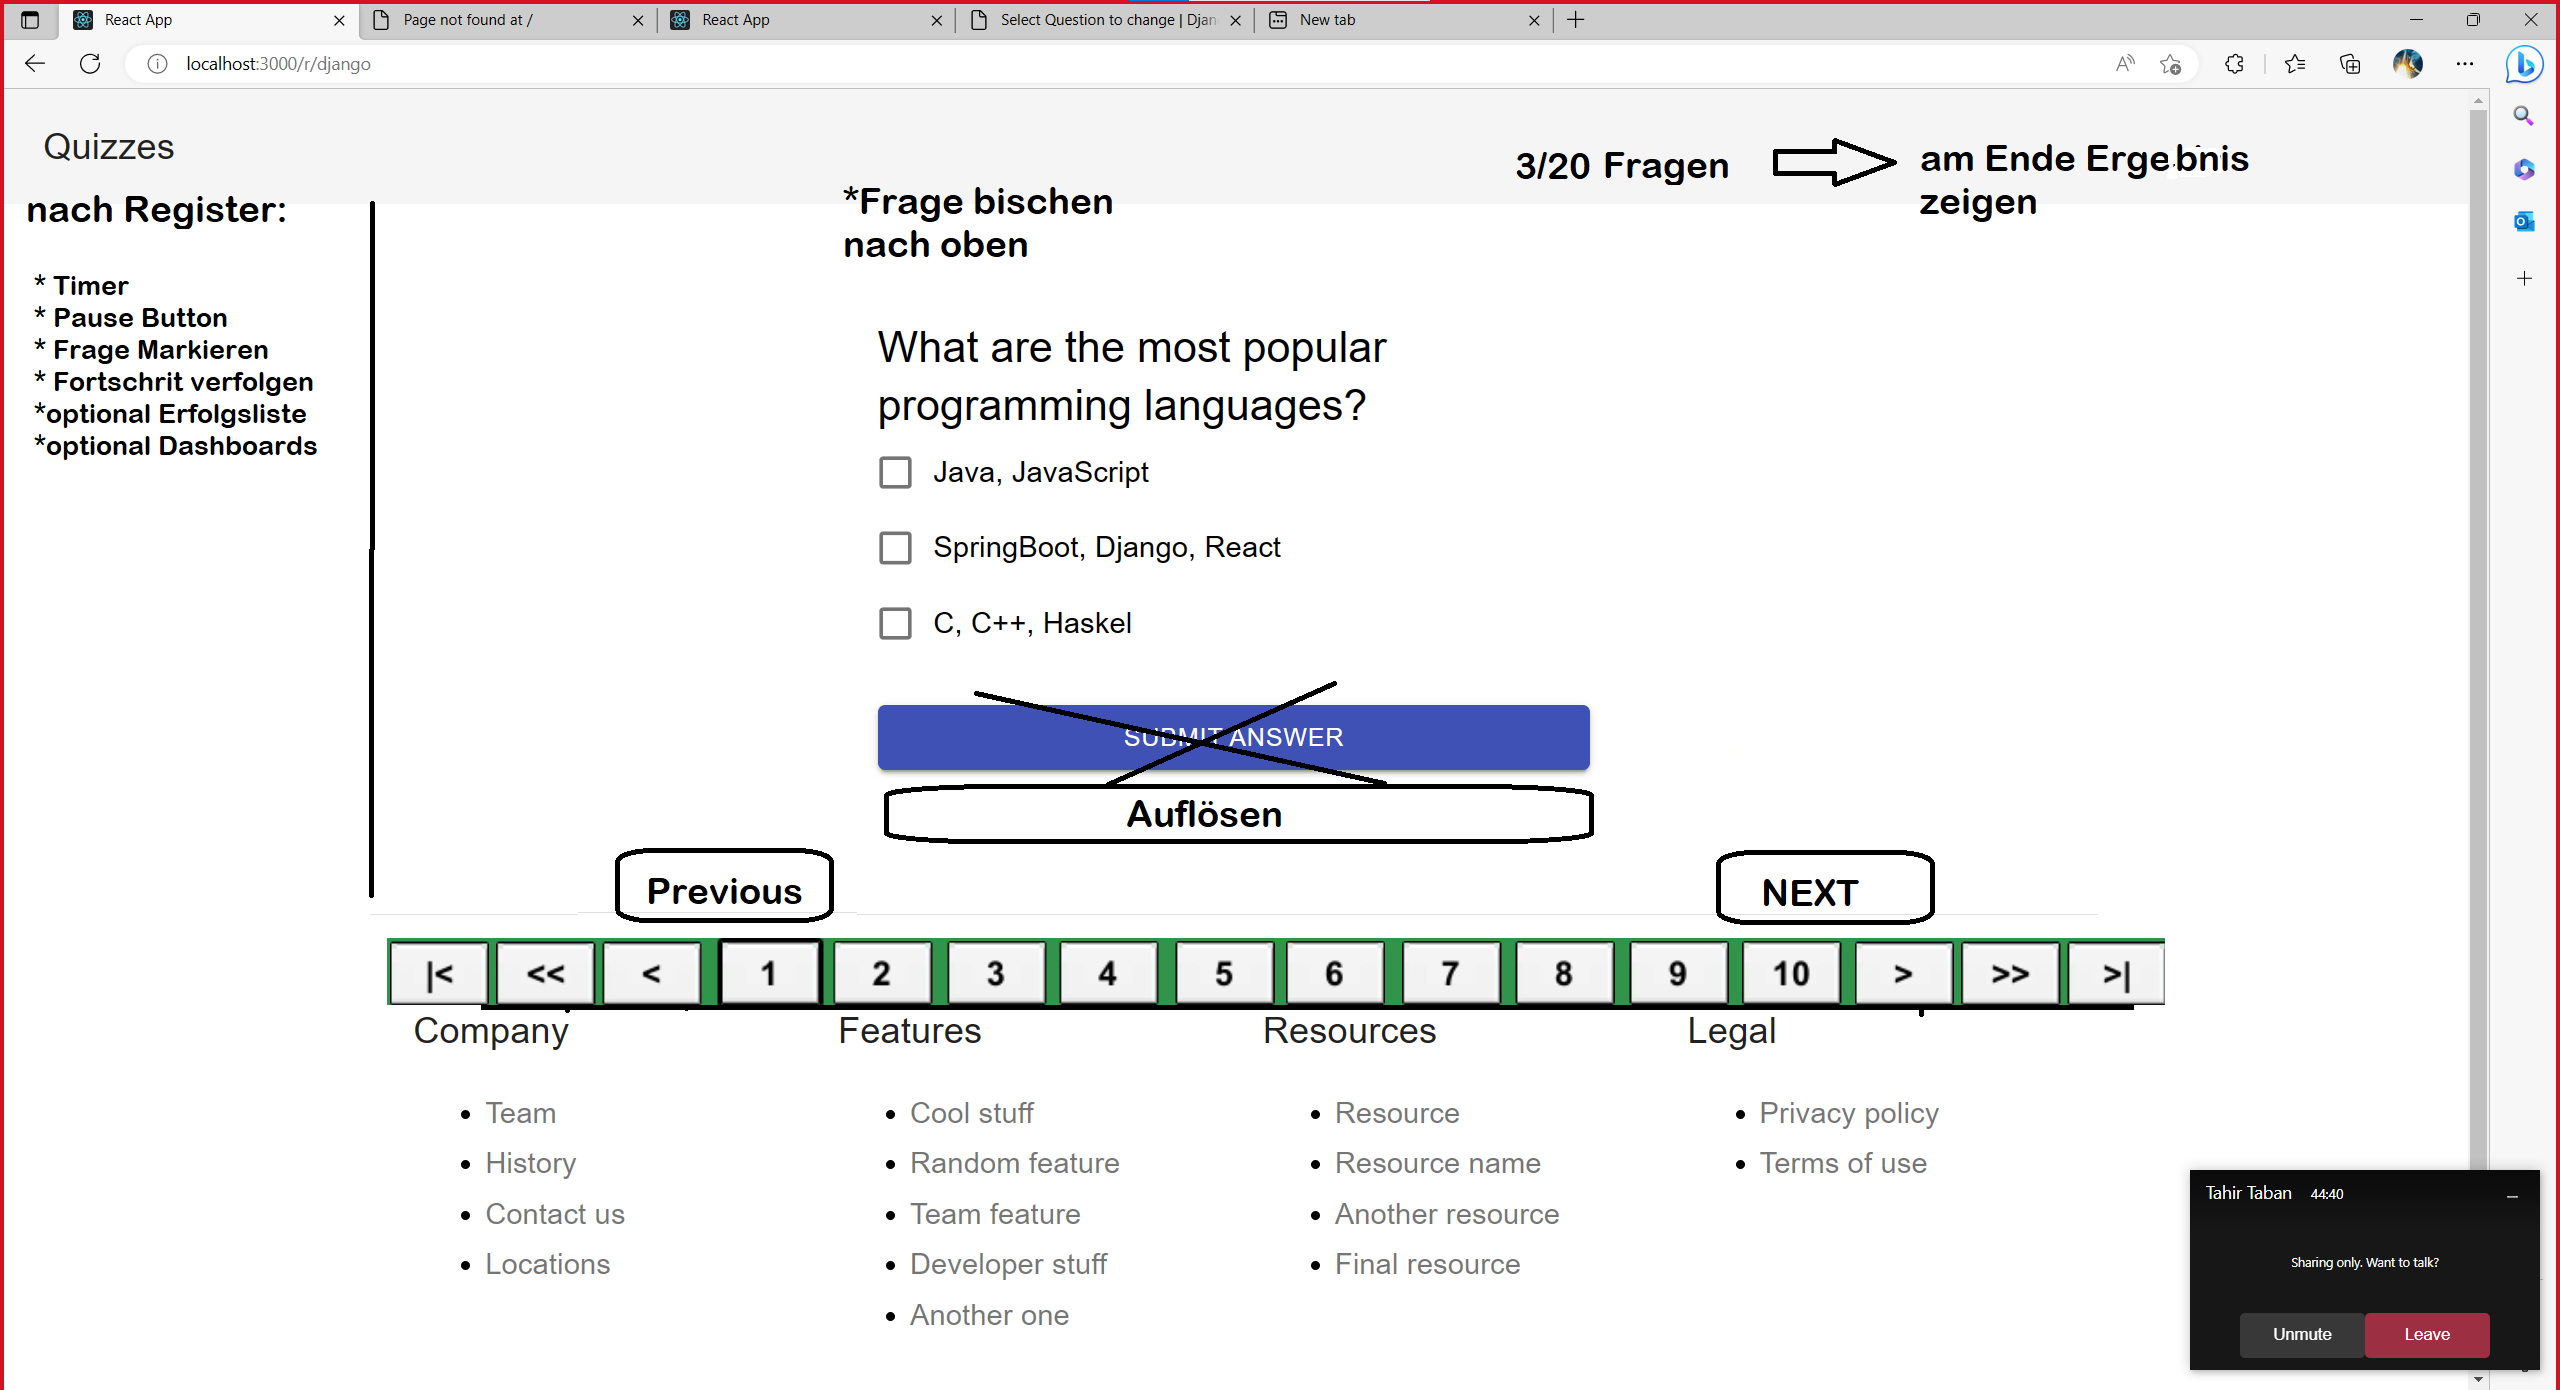 React App
Page not found at /
React App
Select Question to change | Djan
New tab
localhost:3000/r/django
Quizzes
3/20 Fragen
am Ende Ergebnis
zeigen
nach Register:
*Frage bischen
nach oben
* Timer
* Pause Button
* Frage Markieren
* Fortschrit verfolgen
*optional Erfolgsliste
*optional Dashboards
What are the most popular
programming languages?
Java, JavaScript
SpringBoot, Django, React
C, C++, Haskel
SUBMIT ANSWER
Auflösen
Previous
NEXT
|< << < 1 2 3 4 5 6 7 8 9 10 > >> >|
Company
Team
History
Contact us
Locations
Features
Cool stuff
Random feature
Team feature
Developer stuff
Another one
Resources
Resource
Resource name
Another resource
Final resource
Legal
Privacy policy
Terms of use
Tahir Taban 44:40
Sharing only. Want to talk?
Unmute
Leave